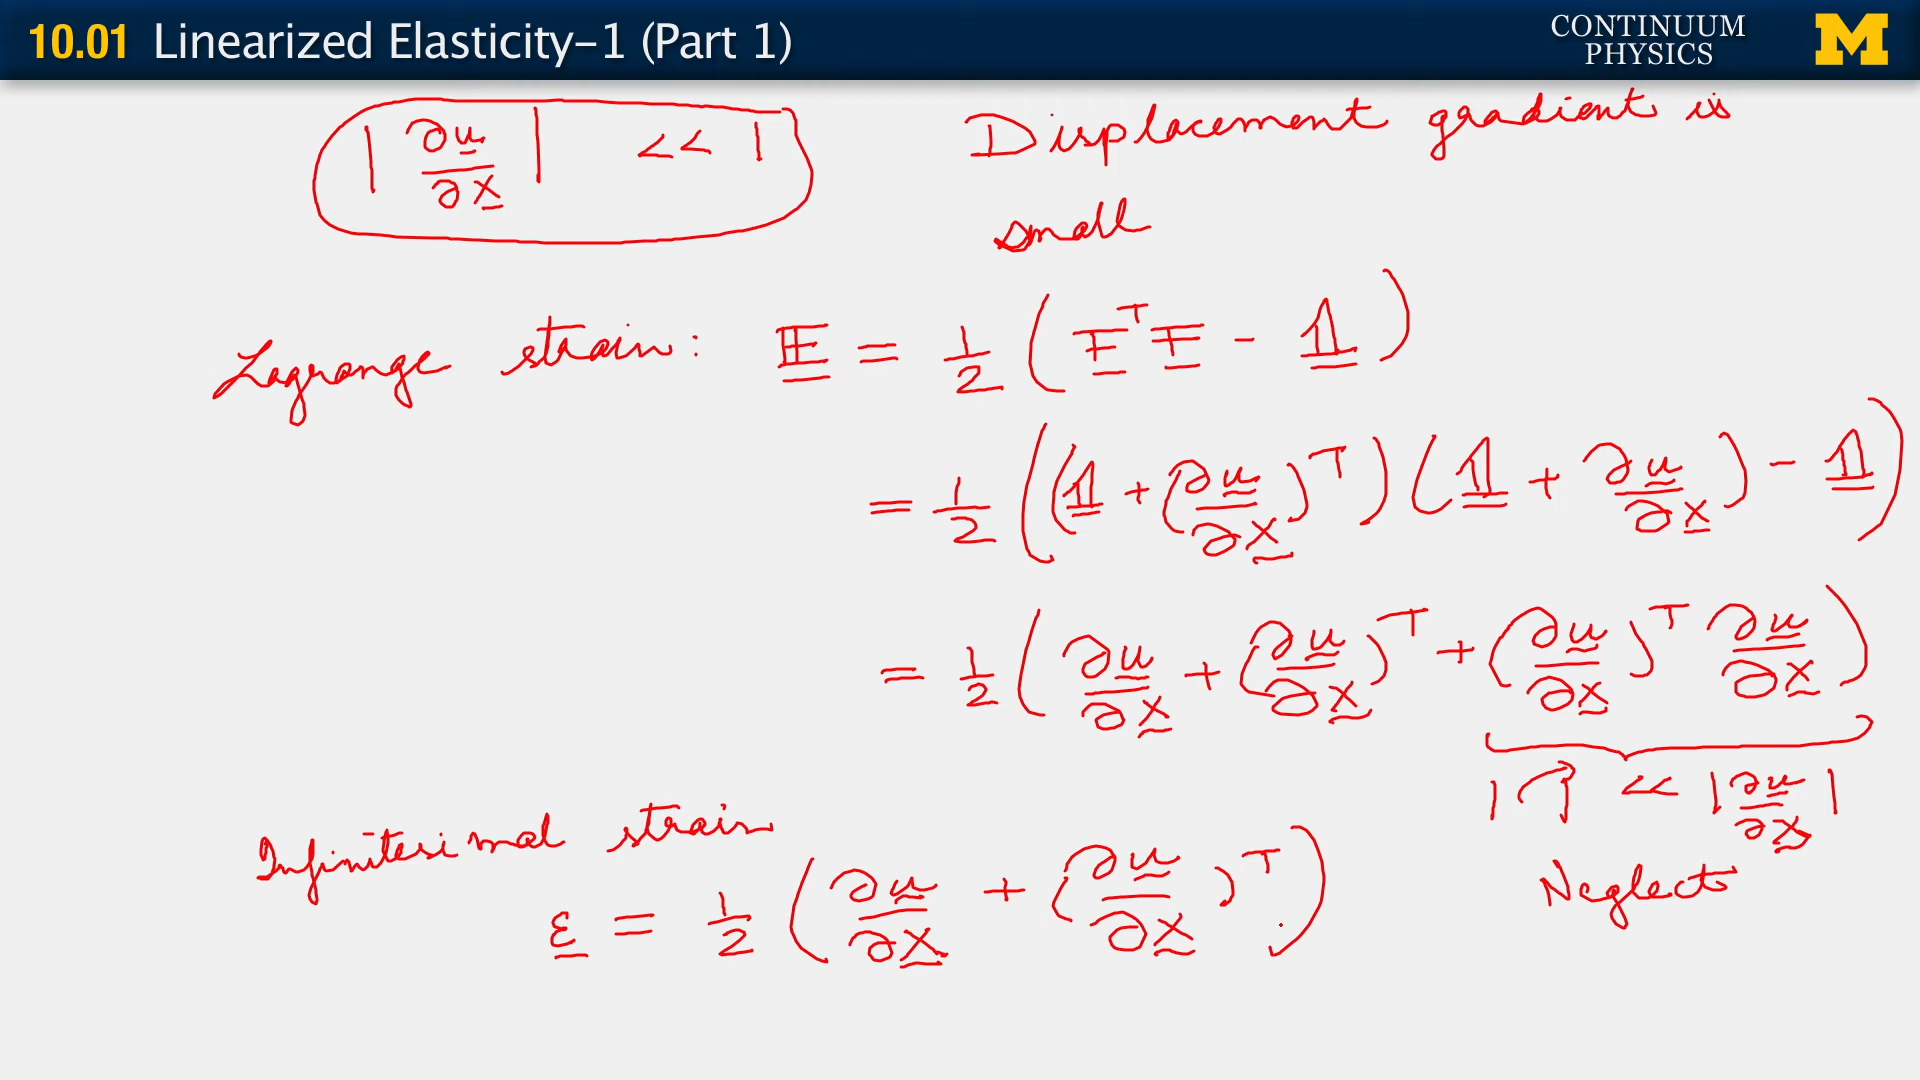 10.01 Linearized Elasticity-1 (Part 1)
CONTINUUM PHYSICS
M
|∂u/∂X| << 1 Displacement gradient is
small
Lagrange strain: E = 1/2 (FᵀF - 𝟙)
= 1/2 ((𝟙 + (∂u/∂X)ᵀ)(𝟙 + ∂u/∂X) - 𝟙)
= 1/2 (∂u/∂X + (∂u/∂X)ᵀ + (∂u/∂X)ᵀ ∂u/∂X)
<< |∂u/∂X|
Neglect
Infinitesimal strain
ε = 1/2 (∂u/∂X + (∂u/∂X)ᵀ)